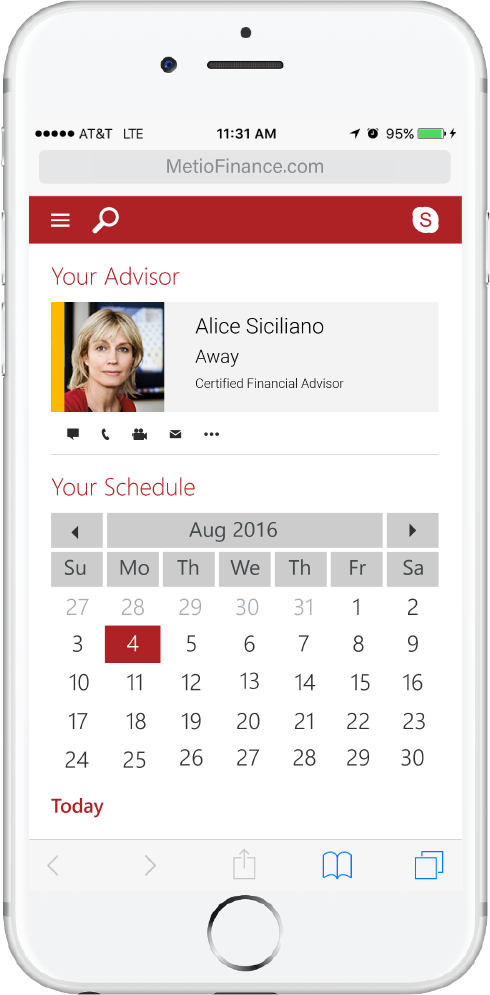 AT&T LTE 11:31 AM 95%
MetioFinance.com
S
Your Advisor
Alice Siciliano
Away
Certified Financial Advisor
Your Schedule
Aug 2016
Su Mo Th We Th Fr Sa
27 28 29 30 31 1 2
3 4 5 6 7 8 9
10 11 12 13 14 15 16
17 18 19 20 21 22 23
24 25 26 27 28 29 30
Today